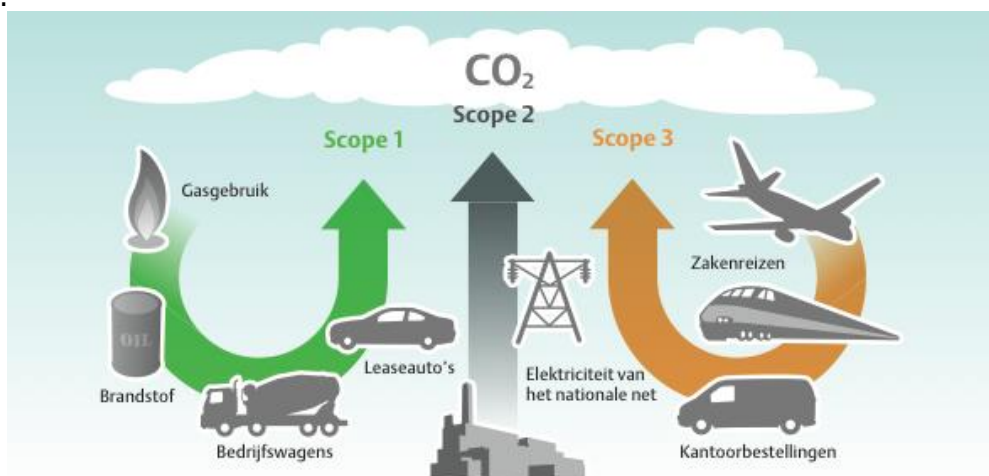 .
CO₂
Scope 2
Scope 1
Scope 3
Gasgebruik
Zakenreizen
OIL
Leaseauto's
Elektriciteit van
het nationale net
Brandstof
Bedrijfswagens
Kantoorbestellingen